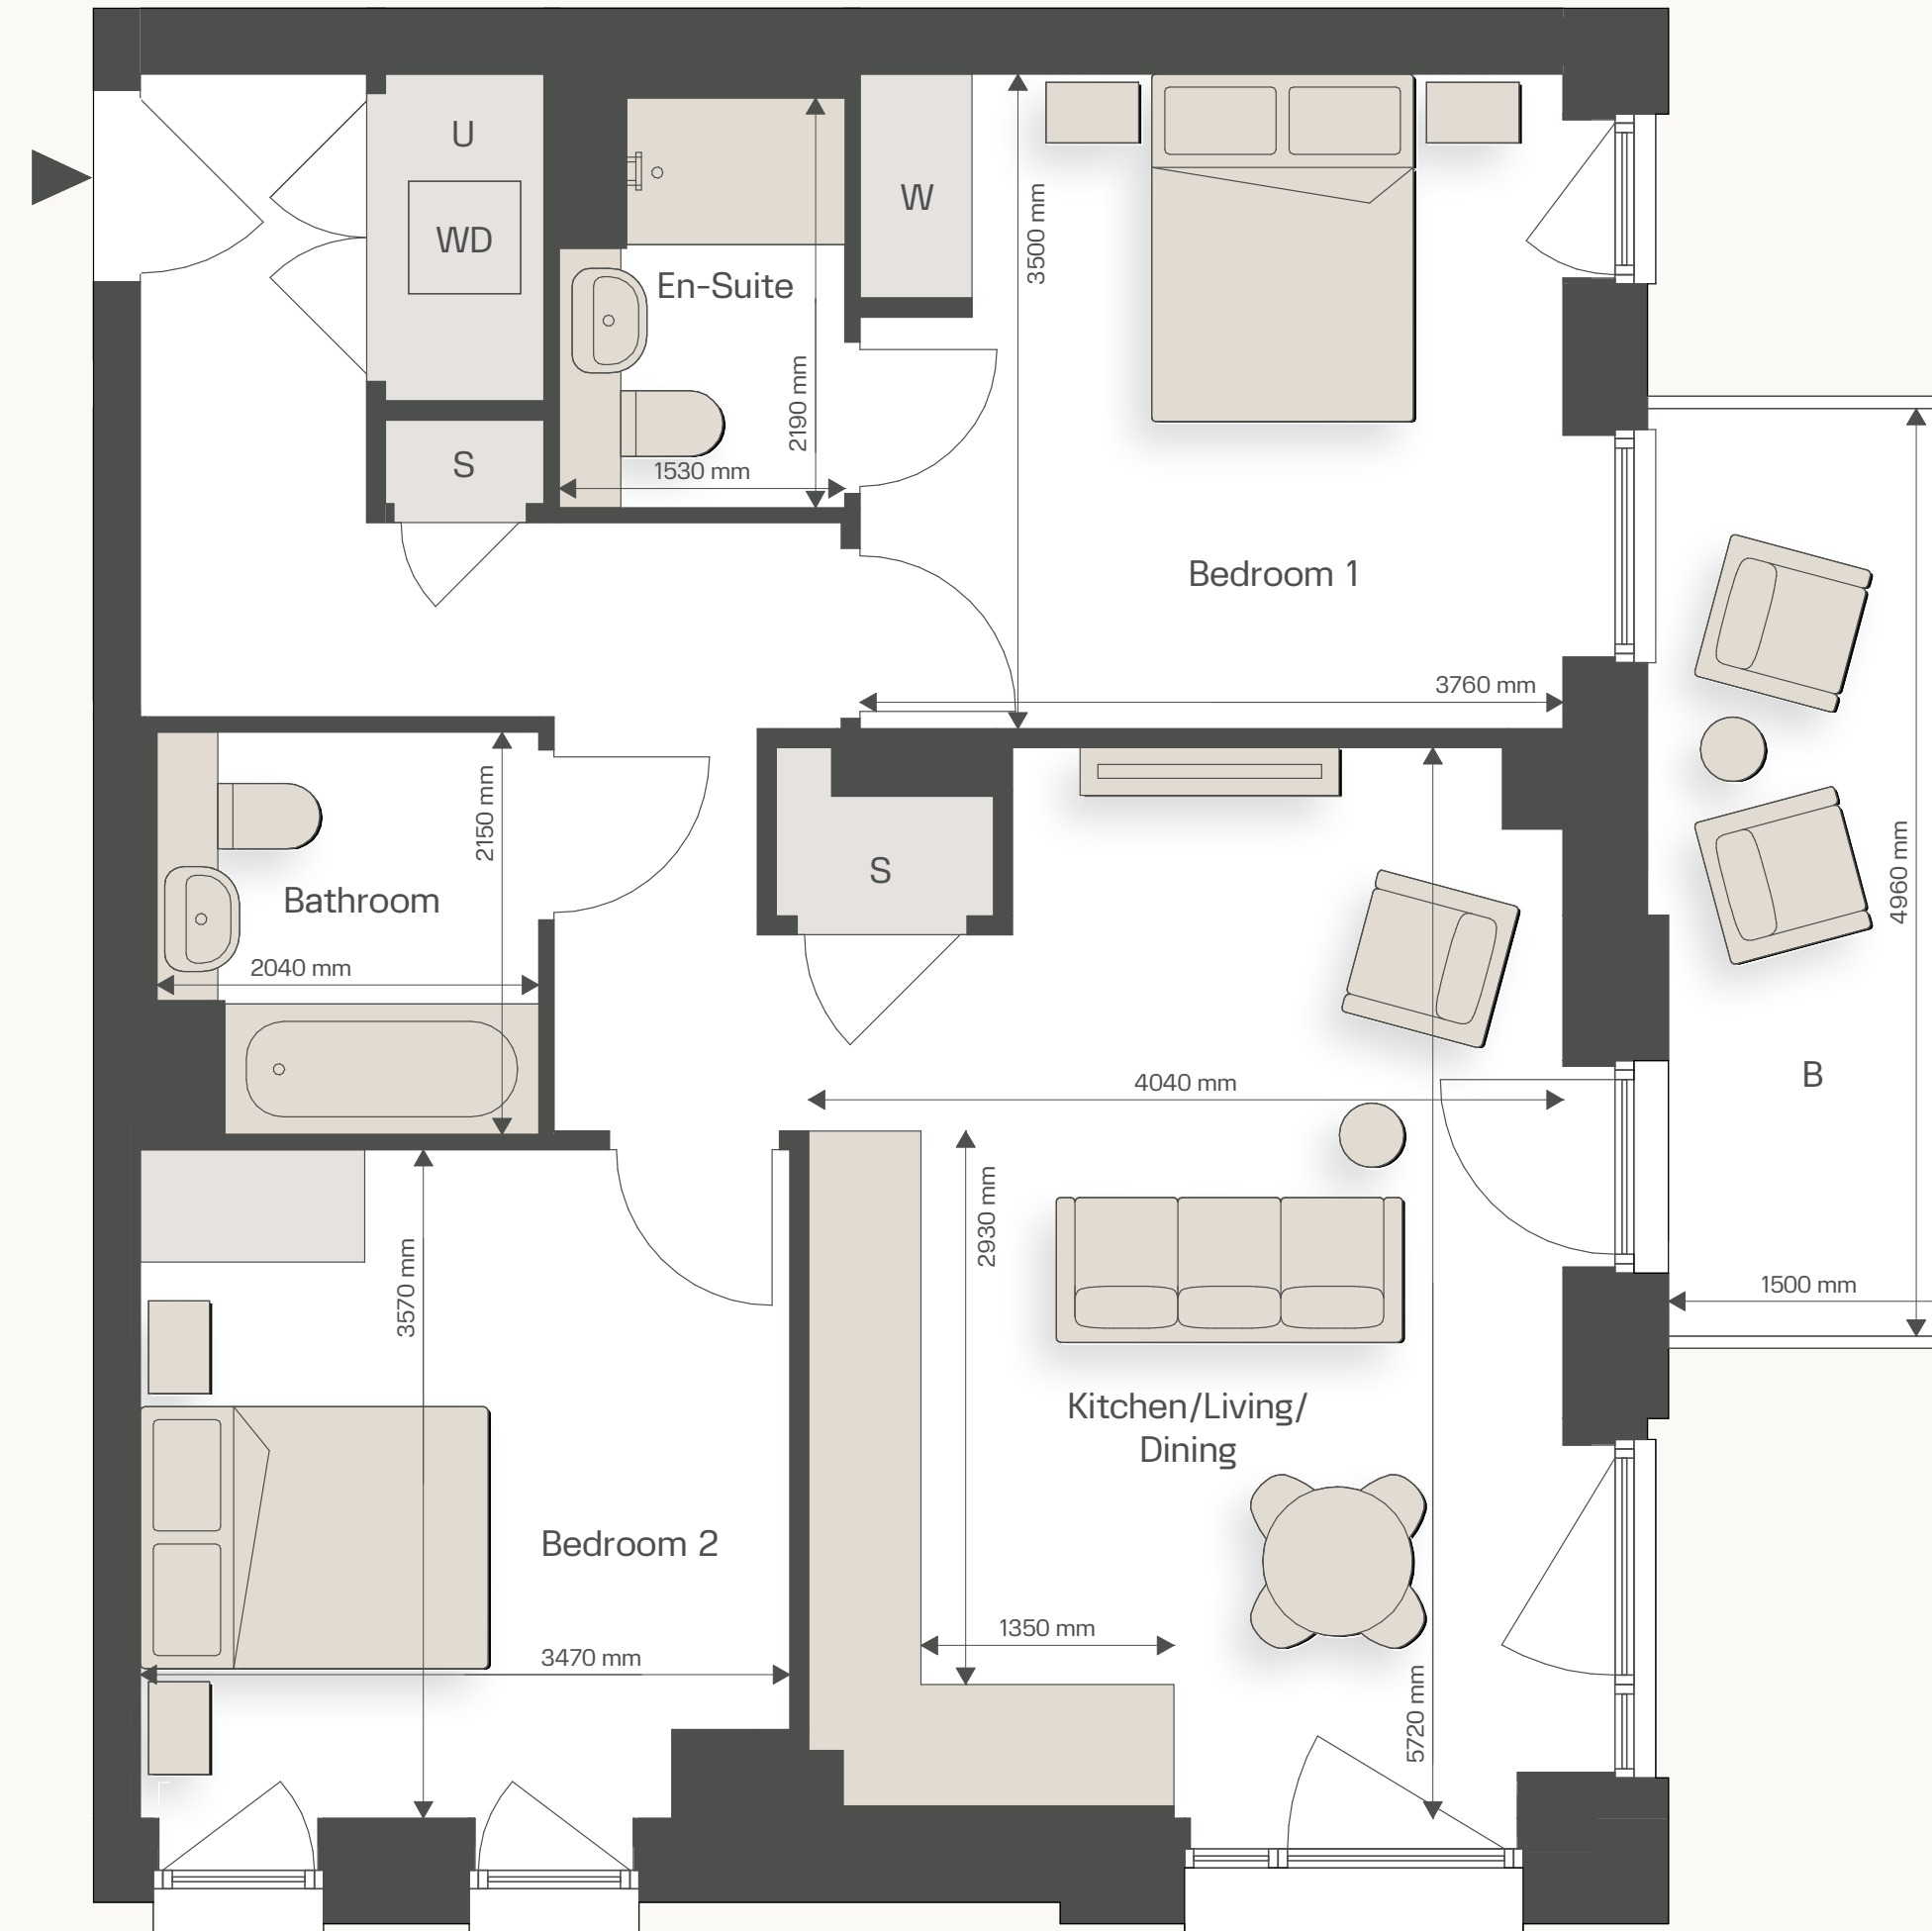 U
WD
W
3500 mm
En-Suite
2190 mm
1530 mm
S
Bedroom 1
3760 mm
2150 mm
S
Bathroom
4960 mm
2040 mm
B
4040 mm
2930 mm
3570 mm
1500 mm
Kitchen/Living/
Dining
Bedroom 2
1350 mm
3470 mm
5720 mm